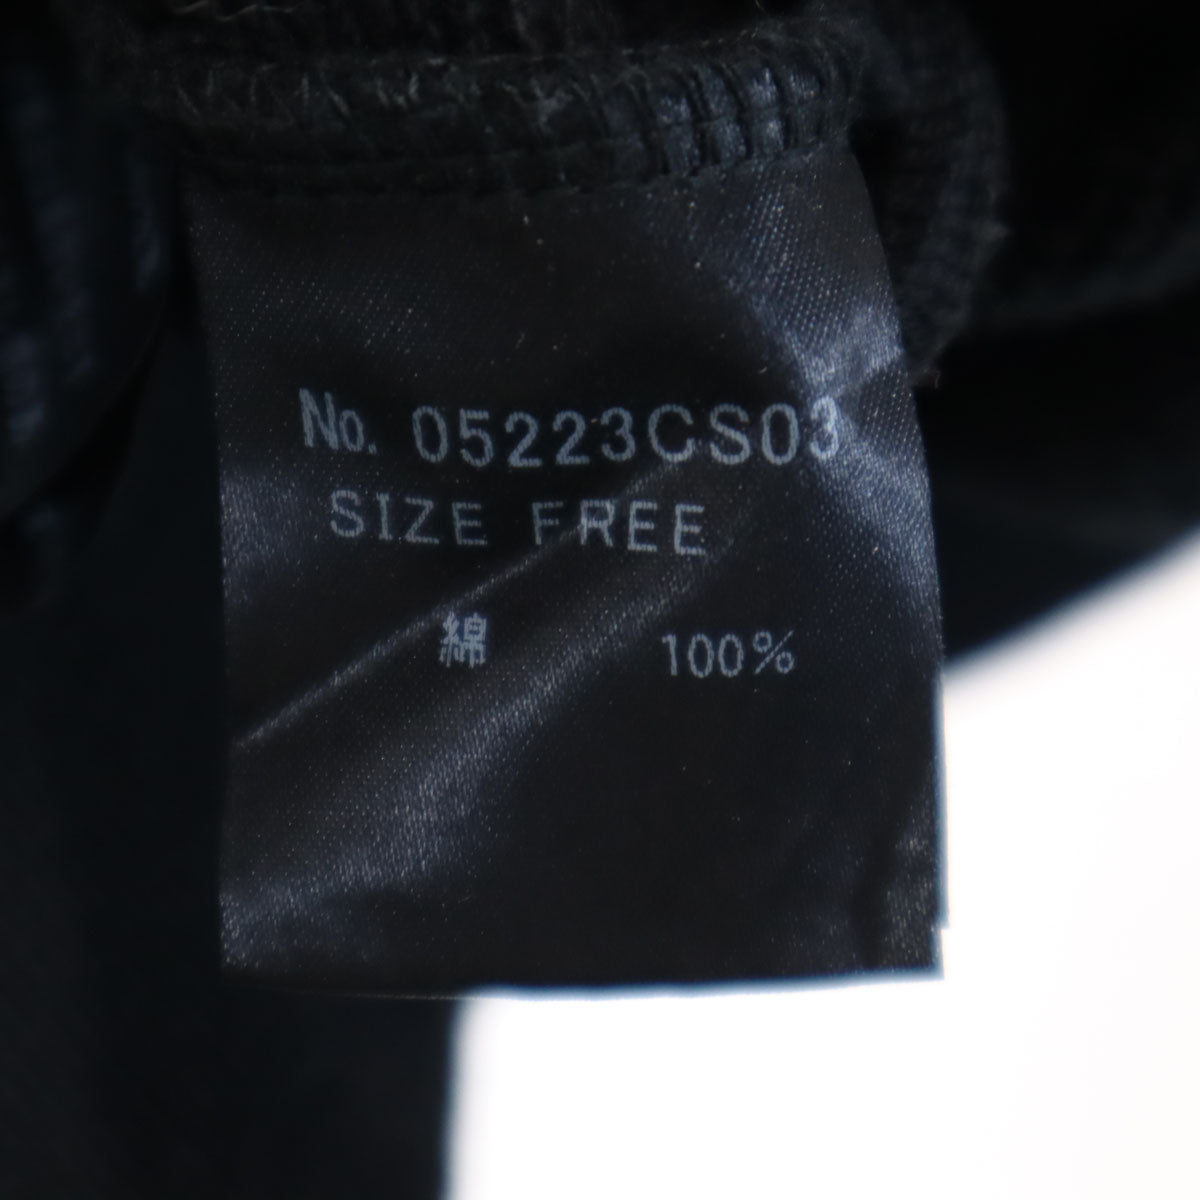 No. 05223CS03
SIZE FREE
綿 100%